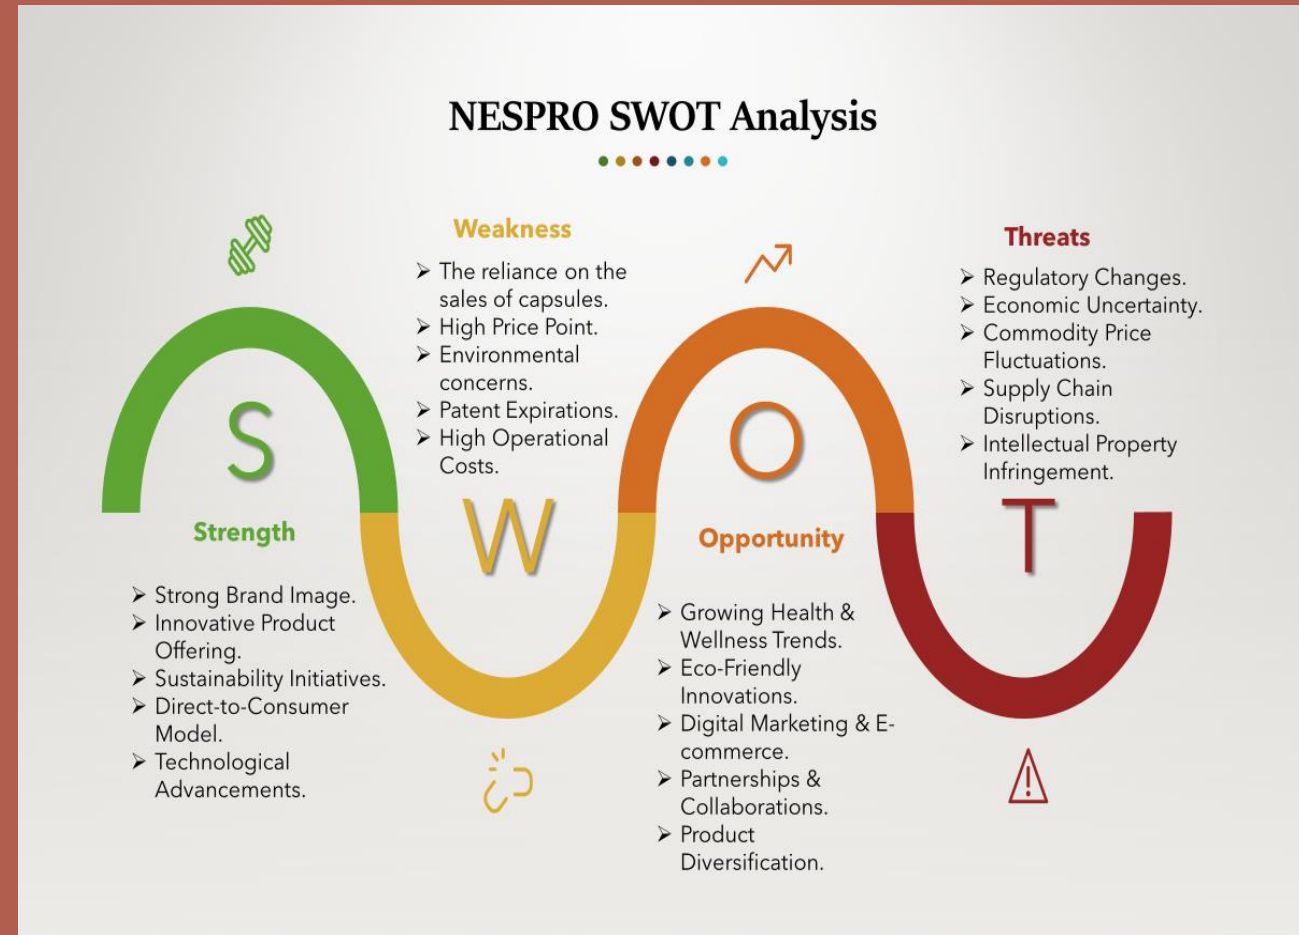 NESPRO SWOT Analysis
S
Strength
➢ Strong Brand Image.
➢ Innovative Product
Offering.
➢ Sustainability Initiatives.
➢ Direct-to-Consumer
Model.
➢ Technological
Advancements.
Weakness
➢ The reliance on the
sales of capsules.
➢ High Price Point.
➢ Environmental
concerns.
➢ Patent Expirations.
➢ High Operational
Costs.
W
O
Opportunity
➢ Growing Health &
Wellness Trends.
➢ Eco-Friendly
Innovations.
➢ Digital Marketing & E-
commerce.
➢ Partnerships &
Collaborations.
➢ Product
Diversification.
Threats
➢ Regulatory Changes.
➢ Economic Uncertainty.
➢ Commodity Price
Fluctuations.
➢ Supply Chain
Disruptions.
➢ Intellectual Property
Infringement.
T